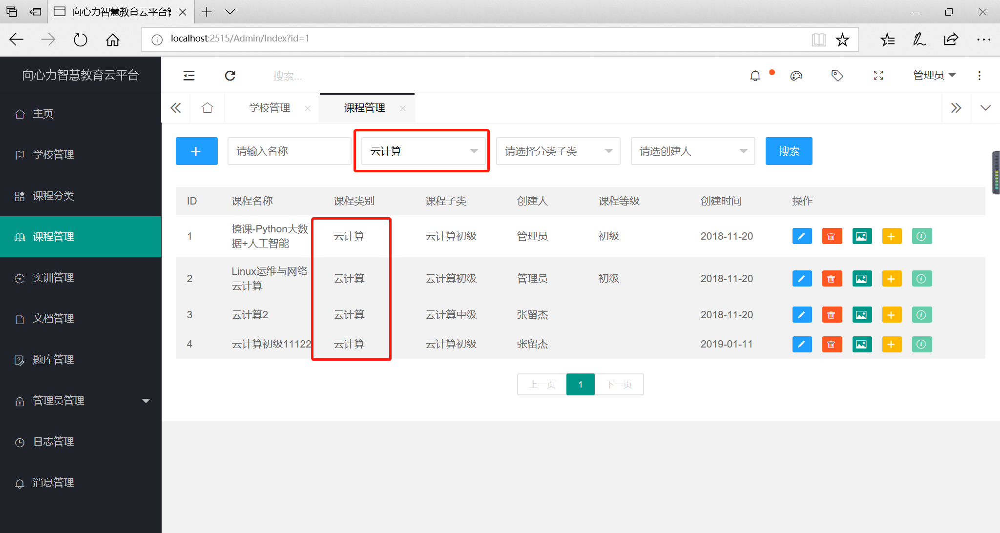 向心力智慧教育云平台管
localhost:2515/Admin/Index?id=1
向心力智慧教育云平台
搜索...
管理员
学校管理
课程管理
主页
学校管理
课程分类
课程管理
实训管理
文档管理
题库管理
管理员管理
日志管理
消息管理
请输入名称 云计算 请选择分类子类 请选创建人 搜索
ID 课程名称 课程类别 课程子类 创建人 课程等级 创建时间 操作
1 撩课-Python大数据+人工智能 云计算 云计算初级 管理员 初级 2018-11-20
2 Linux运维与网络云计算 云计算 云计算初级 管理员 初级 2018-11-20
3 云计算2 云计算 云计算中级 张留杰 2018-11-20
4 云计算初级11122 云计算 云计算初级 张留杰 2019-01-11
上一页 1 下一页